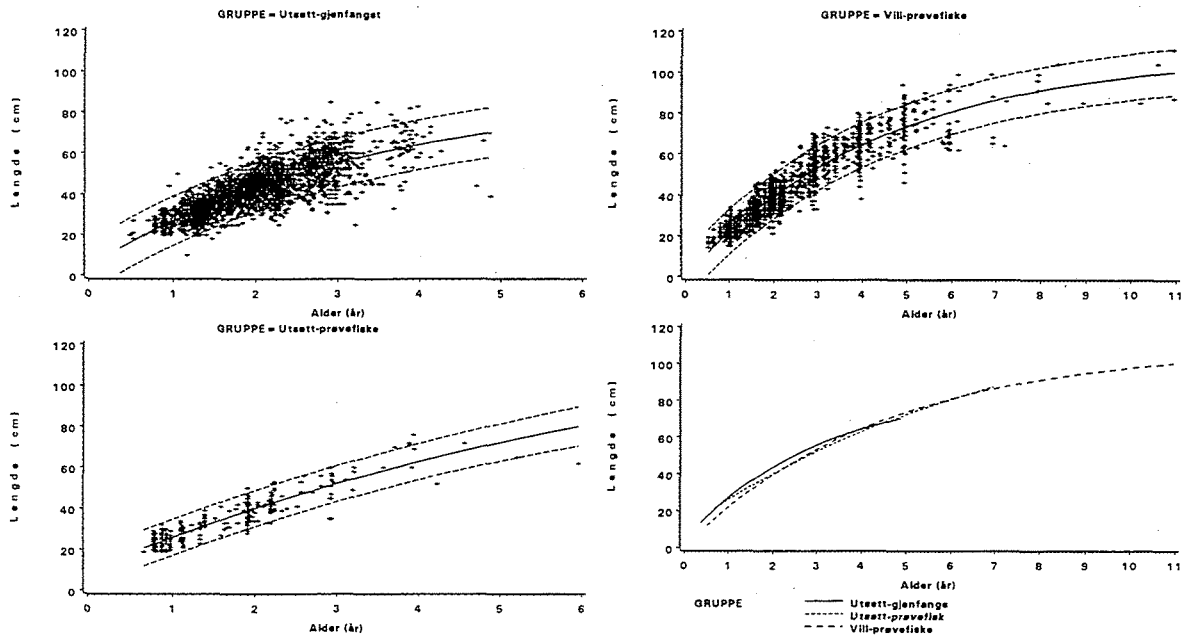 GRUPPE = Utsett-gjenfangst
Lengde (cm)
120
100
80
60
40
20
0
0 1 2 3 4 5 6
Alder (år)
GRUPPE = Vill-prøvefiske
Lengde (cm)
120
100
80
60
40
20
0
0 1 2 3 4 5 6 7 8 9 10 11
Alder (år)
GRUPPE = Utsett-prøvefiske
Lengde (cm)
120
100
80
60
40
20
0
0 1 2 3 4 5 6
Alder (år)
Lengde (cm)
120
100
80
60
40
20
0
0 1 2 3 4 5 6 7 8 9 10 11
Alder (år)
GRUPPE
Utsett-gjenfangs
Utsett-prøvefisk
Vill-prøvefiske